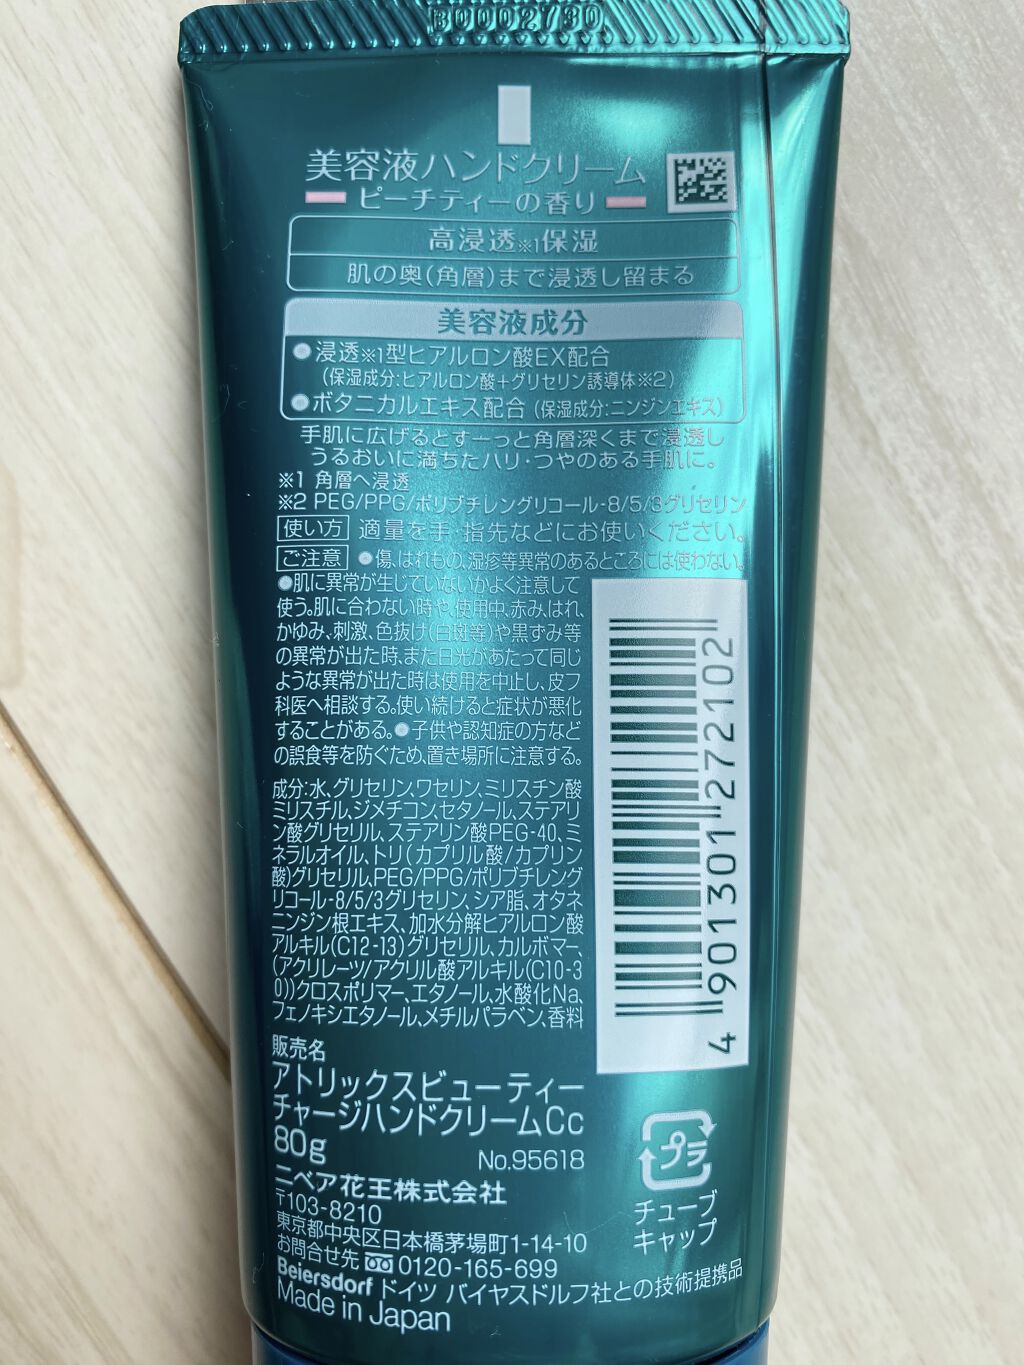 B0002730
美容液ハンドクリーム
ピーチティーの香り
高浸透※1保湿
肌の奥(角層)まで浸透し留まる
美容液成分
●浸透※1型ヒアルロン酸EX配合
(保湿成分:ヒアルロン酸+グリセリン誘導体※2)
●ボタニカルエキス配合(保湿成分:ニンジンエキス)
手肌に広げるとすーっと角層深くまで浸透し
うるおいに満ちたハリ・つやのある手肌に。
※1 角層へ浸透
※2 PEG/PPG/ポリブチレングリコール-8/5/3グリセリン
使い方 適量を手・指先などにお使いください。
ご注意 ●傷、はれもの、湿疹等異常のあるところには使わない。
●肌に異常が生じていないかよく注意して
使う。肌に合わない時や、使用中、赤み、はれ、
かゆみ、刺激、色抜け(白斑等)や黒ずみ等
の異常が出た時、また日光があたって同じ
ような異常が出た時は使用を中止し、皮フ
科医へ相談する。使い続けると症状が悪化
することがある。●子供や認知症の方など
の誤食等を防ぐため、置き場所に注意する。
成分:水、グリセリン、ワセリン、ミリスチン酸
ミリスチル、ジメチコン、セタノール、ステアリ
ン酸グリセリル、ステアリン酸PEG-40、ミ
ネラルオイル、トリ(カプリル酸/カプリン
酸)グリセリル、PEG/PPG/ポリブチレング
リコール-8/5/3グリセリン、シア脂、オタネ
ニンジン根エキス、加水分解ヒアルロン酸
アルキル(C12-13)グリセリル、カルボマー、
(アクリレーツ/アクリル酸アルキル(C10-3
0))クロスポリマー、エタノール、水酸化Na、
フェノキシエタノール、メチルパラベン、香料
4 901301 272102
販売名
アトリックスビューティー
チャージハンドクリームCc
80g
No.95618
ニベア花王株式会社
〒103-8210
東京都中央区日本橋茅場町1-14-10
お問合せ先 0120-165-699
Beiersdorf ドイツ バイヤスドルフ社との技術提携品
Made in Japan
プラ
チューブ
キャップ